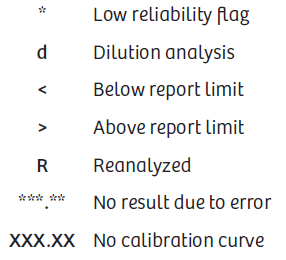 * Low reliability flag
d Dilution analysis
< Below report limit
> Above report limit
R Reanalyzed
***.** No result due to error
XXX.XX No calibration curve